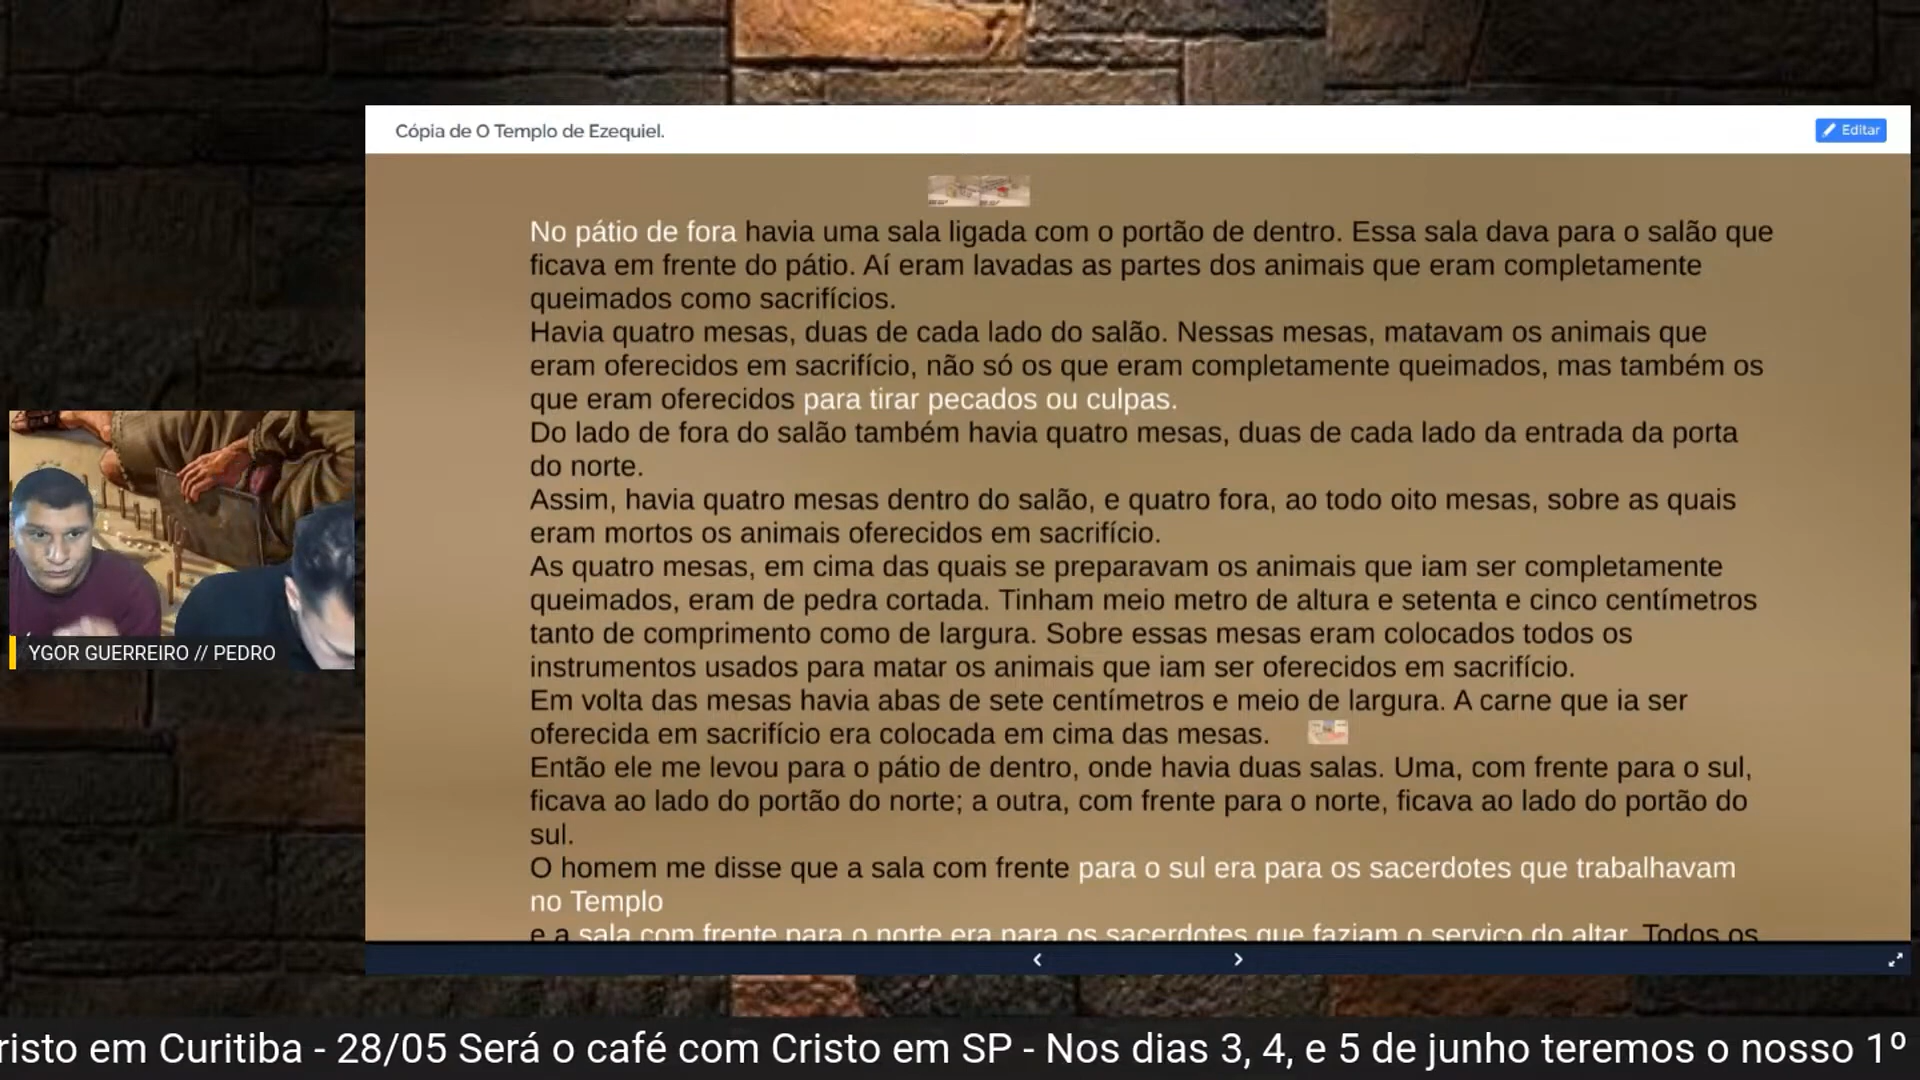 Cópia de O Templo de Ezequiel.
Editar
No pátio de fora havia uma sala ligada com o portão de dentro. Essa sala dava para o salão que
ficava em frente do pátio. Aí eram lavadas as partes dos animais que eram completamente
queimados como sacrifícios.
Havia quatro mesas, duas de cada lado do salão. Nessas mesas, matavam os animais que
eram oferecidos em sacrifício, não só os que eram completamente queimados, mas também os
que eram oferecidos para tirar pecados ou culpas.
Do lado de fora do salão também havia quatro mesas, duas de cada lado da entrada da porta
do norte.
Assim, havia quatro mesas dentro do salão, e quatro fora, ao todo oito mesas, sobre as quais
eram mortos os animais oferecidos em sacrifício.
As quatro mesas, em cima das quais se preparavam os animais que iam ser completamente
queimados, eram de pedra cortada. Tinham meio metro de altura e setenta e cinco centímetros
tanto de comprimento como de largura. Sobre essas mesas eram colocados todos os
instrumentos usados para matar os animais que iam ser oferecidos em sacrifício.
Em volta das mesas havia abas de sete centímetros e meio de largura. A carne que ia ser
oferecida em sacrifício era colocada em cima das mesas.
Então ele me levou para o pátio de dentro, onde havia duas salas. Uma, com frente para o sul,
ficava ao lado do portão do norte; a outra, com frente para o norte, ficava ao lado do portão do
sul.
O homem me disse que a sala com frente para o sul era para os sacerdotes que trabalhavam
no Templo
e a sala com frente para o norte era para os sacerdotes que faziam o serviço do altar. Todos os
YGOR GUERREIRO // PEDRO
risto em Curitiba - 28/05 Será o café com Cristo em SP - Nos dias 3, 4, e 5 de junho teremos o nosso 1º